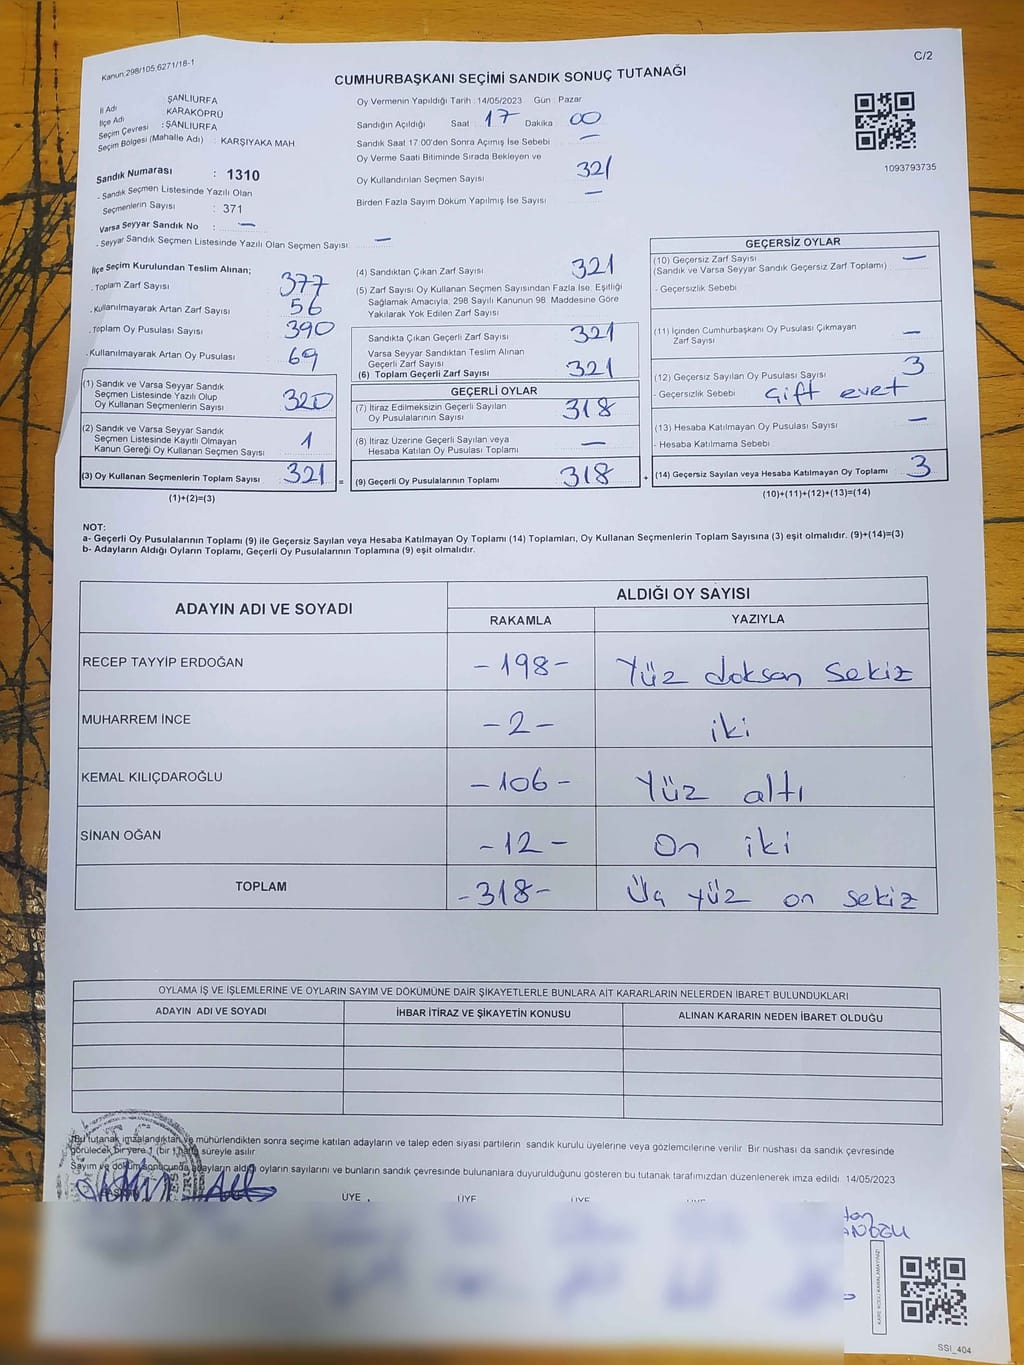 Kanun:298/105;6271/18-1
C/2
CUMHURBAŞKANI SEÇİMİ SANDIK SONUÇ TUTANAĞI
İl Adı : ŞANLIURFA
İlçe Adı : KARAKÖPRÜ
Seçim Çevresi : ŞANLIURFA
Seçim Bölgesi (Mahalle Adı) : KARŞIYAKA MAH
Sandık Numarası : 1310
- Sandık Seçmen Listesinde Yazılı Olan
Seçmenlerin Sayısı : 371
Varsa Seyyar Sandık No : —
- Seyyar Sandık Seçmen Listesinde Yazılı Olan Seçmen Sayısı: —
Oy Vermenin Yapıldığı Tarih : 14/05/2023 Gün : Pazar
Sandığın Açıldığı Saat : 17 Dakika : 00
Sandık Saat 17.00'den Sonra Açımış İse Sebebi —
Oy Verme Saati Bitiminde Sırada Bekleyen ve
Oy Kullandırılan Seçmen Sayısı 321
Birden Fazla Sayım Döküm Yapılmış İse Sayısı —
1093793735
İlçe Seçim Kurulundan Teslim Alınan;
- Toplam Zarf Sayısı 377
- Kullanılmayarak Artan Zarf Sayısı 56
- Toplam Oy Pusulası Sayısı 390
- Kullanılmayarak Artan Oy Pusulası 69
(1) Sandık ve Varsa Seyyar Sandık
Seçmen Listesinde Yazılı Olup
Oy Kullanan Seçmenlerin Sayısı 320
(2) Sandık ve Varsa Seyyar Sandık
Seçmen Listesinde Kayıtlı Olmayan
Kanun Gereği Oy Kullanan Seçmen Sayısı 1
(3) Oy Kullanan Seçmenlerin Toplam Sayısı 321 =
(1)+(2)=(3)
(4) Sandıktan Çıkan Zarf Sayısı 321
(5) Zarf Sayısı Oy Kullanan Seçmen Sayısından Fazla İse, Eşitliği
Sağlamak Amacıyla, 298 Sayılı Kanunun 98. Maddesine Göre
Yakılarak Yok Edilen Zarf Sayısı
Sandıkta Çıkan Geçerli Zarf Sayısı 321
Varsa Seyyar Sandıktan Teslim Alınan
Geçerli Zarf Sayısı
(6) Toplam Geçerli Zarf Sayısı 321
GEÇERLİ OYLAR
(7) İtiraz Edilmeksizin Geçerli Sayılan
Oy Pusulalarının Sayısı 318
(8) İtiraz Üzerine Geçerli Sayılan veya
Hesaba Katılan Oy Pusulası Toplamı —
(9) Geçerli Oy Pusulalarının Toplamı 318 +
GEÇERSİZ OYLAR
(10) Geçersiz Zarf Sayısı —
(Sandık ve Varsa Seyyar Sandık Geçersiz Zarf Toplamı)
- Geçersizlik Sebebi
(11) İçinden Cumhurbaşkanı Oy Pusulası Çıkmayan
Zarf Sayısı —
(12) Geçersiz Sayılan Oy Pusulası Sayısı 3
- Geçersizlik Sebebi Çift evet
(13) Hesaba Katılmayan Oy Pusulası Sayısı —
- Hesaba Katılmama Sebebi
(14) Geçersiz Sayılan veya Hesaba Katılmayan Oy Toplamı 3
(10)+(11)+(12)+(13)=(14)
NOT:
a- Geçerli Oy Pusulalarının Toplamı (9) ile Geçersiz Sayılan veya Hesaba Katılmayan Oy Toplamı (14) Toplamları, Oy Kullanan Seçmenlerin Toplam Sayısına (3) eşit olmalıdır. (9)+(14)=(3)
b- Adayların Aldığı Oyların Toplamı, Geçerli Oy Pusulalarının Toplamına (9) eşit olmalıdır.
ADAYIN ADI VE SOYADI ALDIĞI OY SAYISI
RAKAMLA YAZIYLA
RECEP TAYYİP ERDOĞAN -198- Yüz doksan sekiz
MUHARREM İNCE -2- iki
KEMAL KILIÇDAROĞLU -106- Yüz altı
SİNAN OĞAN -12- On iki
TOPLAM -318- Üç yüz on sekiz
OYLAMA İŞ VE İŞLEMLERİNE VE OYLARIN SAYIM VE DÖKÜMÜNE DAİR ŞİKAYETLERLE BUNLARA AİT KARARLARIN NELERDEN İBARET BULUNDUKLARI
ADAYIN ADI VE SOYADI İHBAR İTİRAZ VE ŞİKAYETİN KONUSU ALINAN KARARIN NEDEN İBARET OLDUĞU
Bu tutanak imzalandıktan ve mühürlendikten sonra seçime katılan adayların ve talep eden siyasi partilerin sandık kurulu üyelerine veya gözlemcilerine verilir. Bir nushası da sandık çevresinde
görülecek bir yere 1 (bir) hafta süreyle asılır.
Sayım ve döküm sonucunda adayların aldığı oyların sayılarını ve bunların sandık çevresinde bulunanlara duyurulduğunu gösteren bu tutanak tarafımızdan düzenlenerek imza edildi. 14/05/2023
BAŞKAN ÜYE ÜYE ÜYE
SSI_404